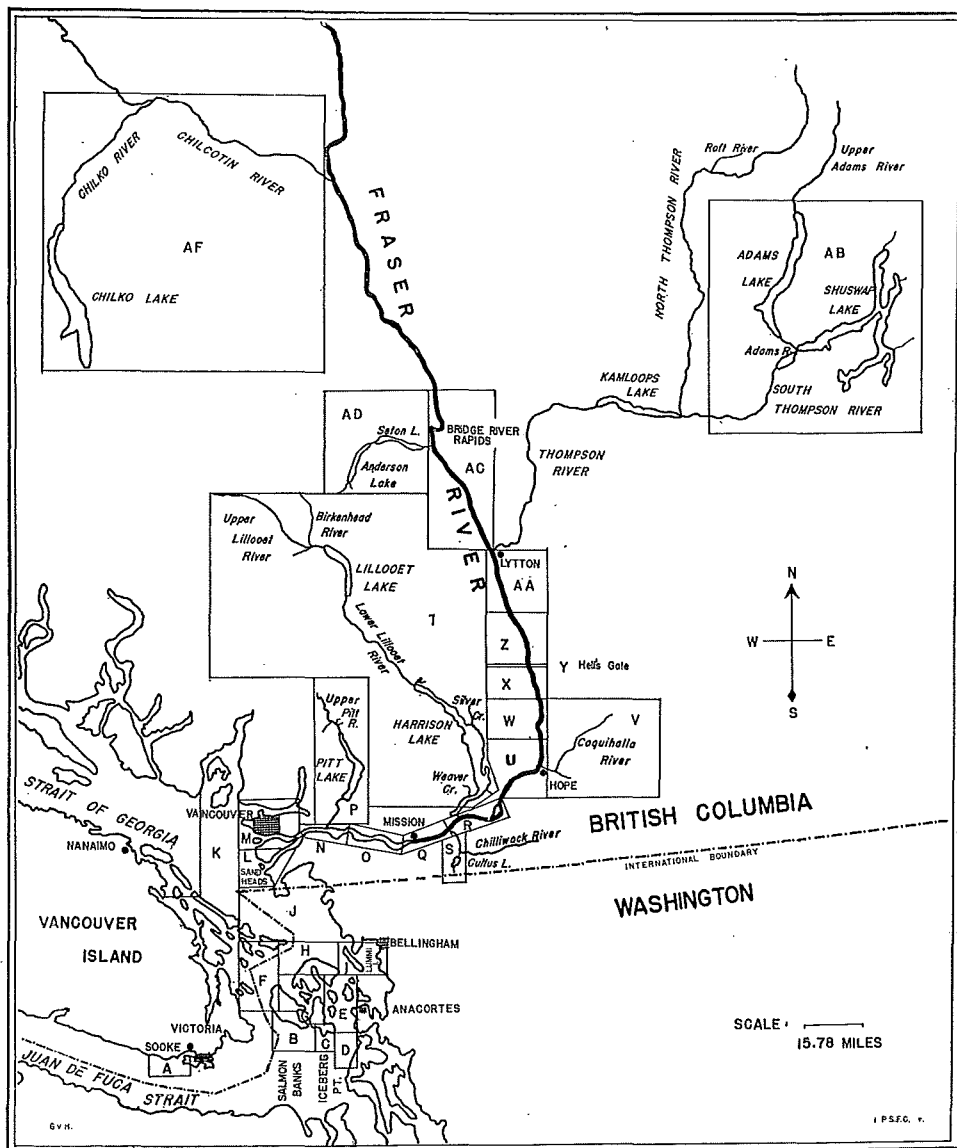 Raft River
Upper
Adams River
CHILKO RIVER
CHILCOTIN RIVER
FRASER
RIVER
NORTH THOMPSON RIVER
AF
ADAMS
LAKE
AB
SHUSWAP
LAKE
CHILKO LAKE
Adams R.
KAMLOOPS
LAKE
SOUTH
THOMPSON RIVER
AD
Seton L.
BRIDGE RIVER
RAPIDS
Anderson
Lake
AC
THOMPSON
RIVER
Upper
Lillooet
River
Birkenhead
River
LILLOOET
LAKE
LYTTON
AA
Lower Lillooet
River
T
Z
Y Hell's Gate
X
N
W E
S
Upper
Pitt
R.
PITT
LAKE
Silver
Cr.
HARRISON
LAKE
W
V
Coquihalla
River
U
HOPE
Weaver
Cr.
STRAIT OF GEORGIA
VANCOUVER
P
MISSION
BRITISH COLUMBIA
NANAIMO
K
M
N
O
Q
R
S
Chilliwack River
Cultus L.
L
SAND
HEADS
INTERNATIONAL BOUNDARY
WASHINGTON
VANCOUVER
ISLAND
J
BELLINGHAM
H
I
LUMMI
F
E
ANACORTES
VICTORIA
SOOKE
A
B
C
D
SCALE
15.78 MILES
JUAN DE FUCA STRAIT
SALMON
BANKS
ICEBERG
PT.
G v H.
I P.S.F.C.